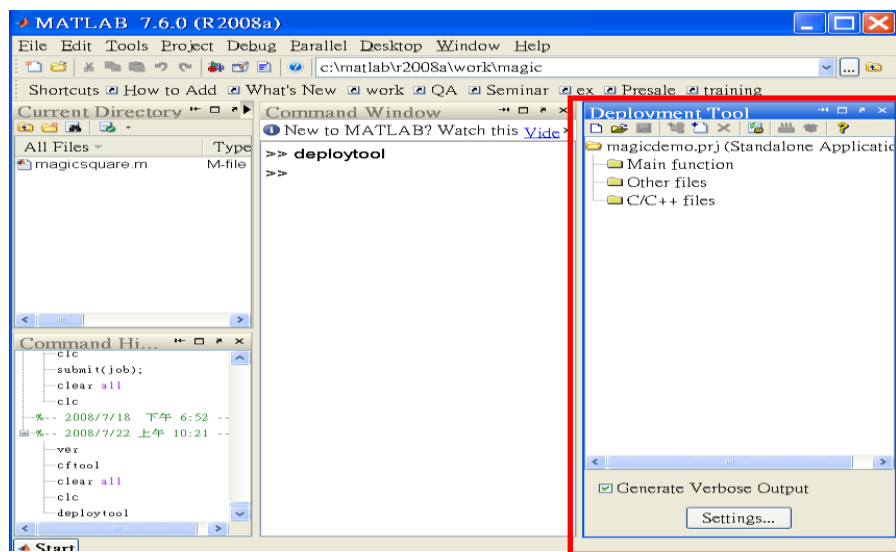 MATLAB 7.6.0 (R2008a)
File Edit Tools Project Debug Parallel Desktop Window Help
c:\matlab\r2008a\work\magic
Shortcuts How to Add What's New work QA Seminar ex Presale training
Current Directory
All Files Type
magicsquare.m M-file
Command Hi...
clc
submit(job);
clear all
clc
%-- 2008/7/18 下午 6:52 --
%-- 2008/7/22 上午 10:21 --
ver
cftool
clear all
clc
deploytool
Start
Command Window
New to MATLAB? Watch this Vide
>> deploytool
>>
Deployment Tool
magicdemo.prj (Standalone Applicatio
Main function
Other files
C/C++ files
Generate Verbose Output
Settings...